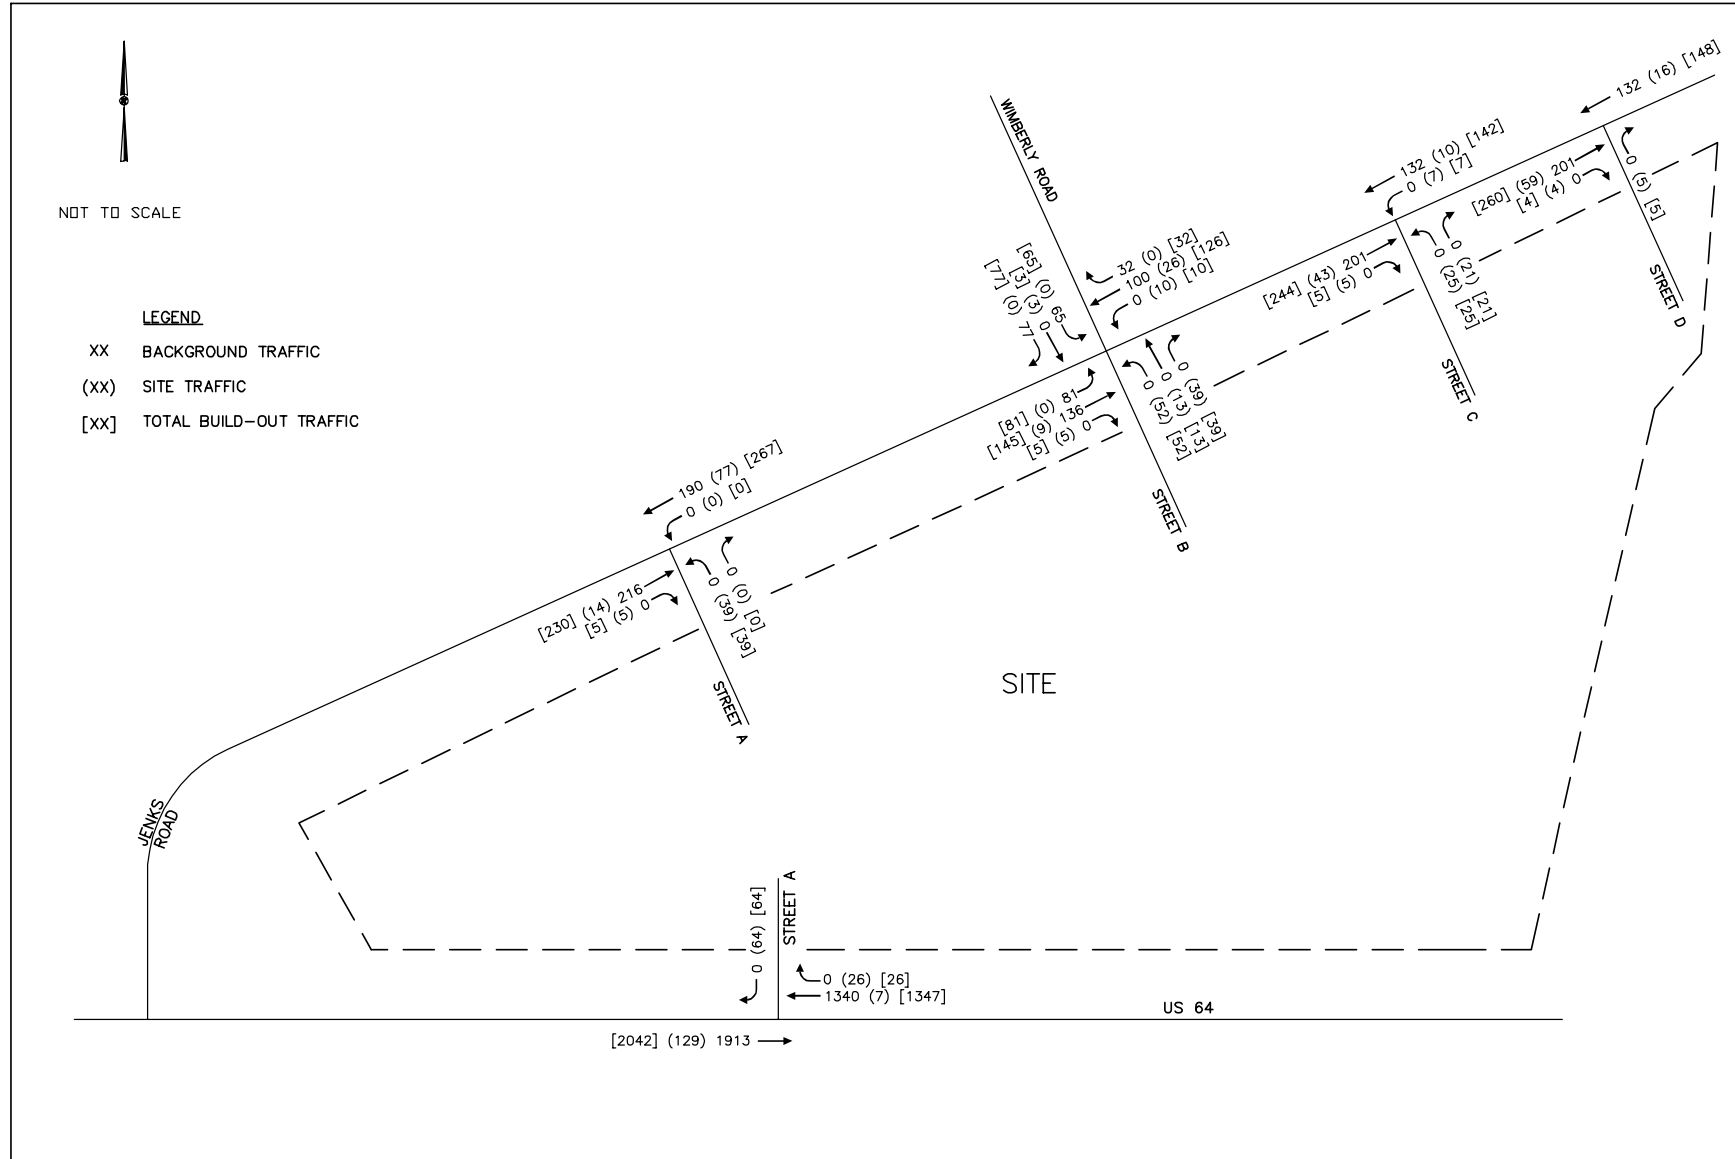 NOT TO SCALE
LEGEND
XX BACKGROUND TRAFFIC
(XX) SITE TRAFFIC
[XX] TOTAL BUILD-OUT TRAFFIC
132 (16) [148]
0 (5) [5]
[260] (59) 201
[4] (4) 0
STREET D
132 (10) [142]
0 (7) [7]
0 (21) [21]
0 (25) [25]
[244] (43) 201
[5] (5) 0
STREET C
WIMBERLY ROAD
[65] (0) 65
[3] (3) 0
[77] (0) 77
32 (0) [32]
100 (26) [126]
0 (10) [10]
0 (39) [39]
0 (13) [13]
0 (52) [52]
[81] (0) 81
[145] (9) 136
[5] (5) 0
STREET B
190 (77) [267]
0 (0) [0]
0 (0) [0]
0 (39) [39]
[230] (14) 216
[5] (5) 0
STREET A
SITE
JENKS
ROAD
0 (64) [64]
STREET A
0 (26) [26]
1340 (7) [1347]
US 64
[2042] (129) 1913